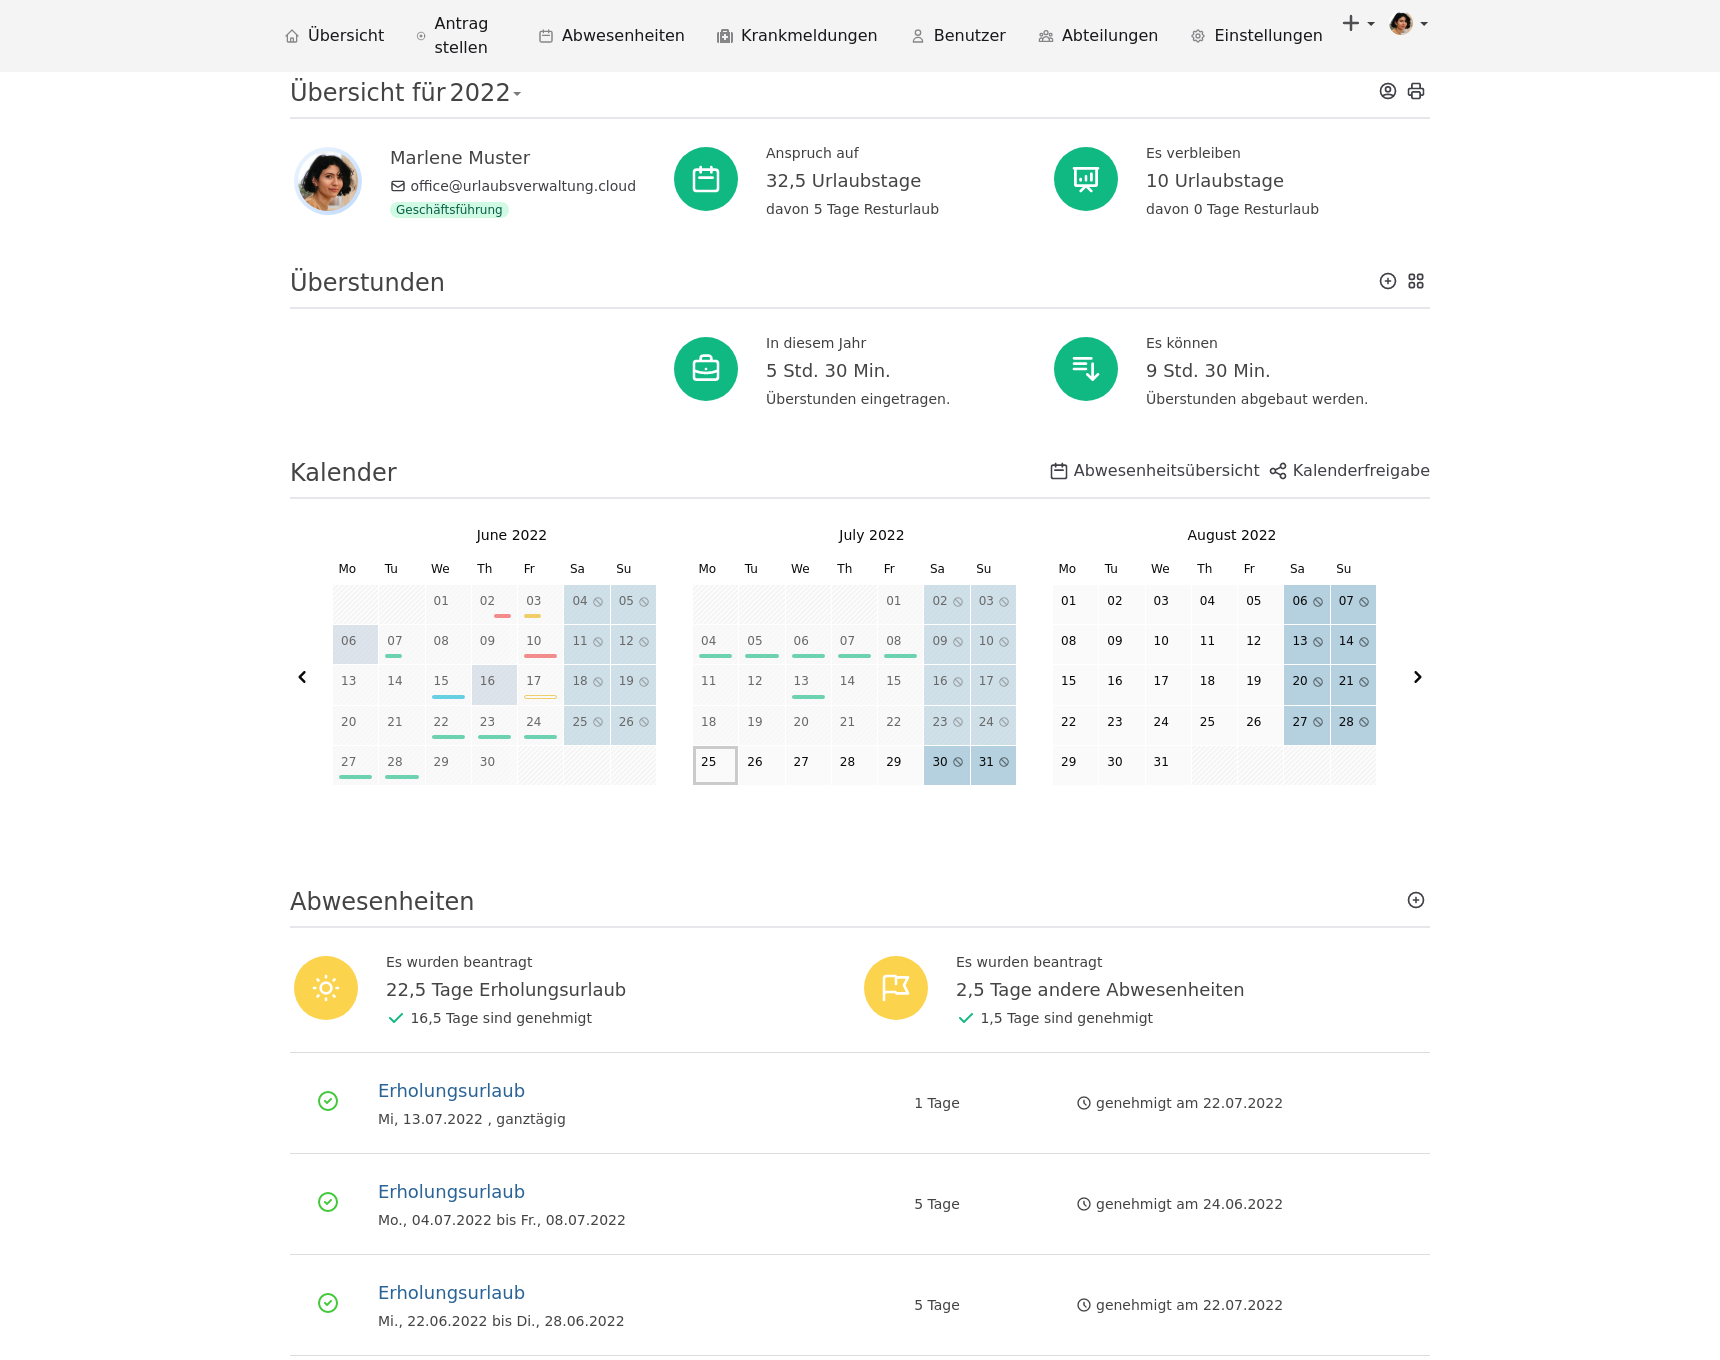 Übersicht
Antrag
stellen
Abwesenheiten
Krankmeldungen
Benutzer
Abteilungen
Einstellungen
Übersicht für 2022
Marlene Muster
office@urlaubsverwaltung.cloud
Geschäftsführung
Anspruch auf
32,5 Urlaubstage
davon 5 Tage Resturlaub
Es verbleiben
10 Urlaubstage
davon 0 Tage Resturlaub
Überstunden
In diesem Jahr
5 Std. 30 Min.
Überstunden eingetragen.
Es können
9 Std. 30 Min.
Überstunden abgebaut werden.
Kalender
Abwesenheitsübersicht Kalenderfreigabe
June 2022
Mo Tu We Th Fr Sa Su
01 02 03 04 05
06 07 08 09 10 11 12
13 14 15 16 17 18 19
20 21 22 23 24 25 26
27 28 29 30
July 2022
Mo Tu We Th Fr Sa Su
01 02 03
04 05 06 07 08 09 10
11 12 13 14 15 16 17
18 19 20 21 22 23 24
25 26 27 28 29 30 31
August 2022
Mo Tu We Th Fr Sa Su
01 02 03 04 05 06 07
08 09 10 11 12 13 14
15 16 17 18 19 20 21
22 23 24 25 26 27 28
29 30 31
Abwesenheiten
Es wurden beantragt
22,5 Tage Erholungsurlaub
16,5 Tage sind genehmigt
Es wurden beantragt
2,5 Tage andere Abwesenheiten
1,5 Tage sind genehmigt
Erholungsurlaub
Mi, 13.07.2022 , ganztägig
1 Tage
genehmigt am 22.07.2022
Erholungsurlaub
Mo., 04.07.2022 bis Fr., 08.07.2022
5 Tage
genehmigt am 24.06.2022
Erholungsurlaub
Mi., 22.06.2022 bis Di., 28.06.2022
5 Tage
genehmigt am 22.07.2022